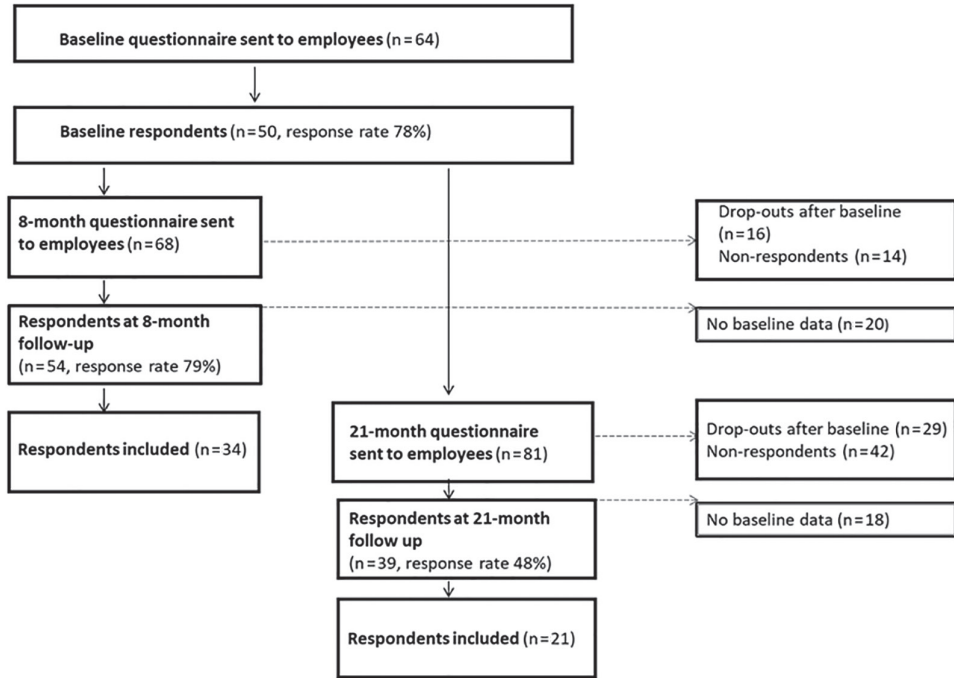 Baseline questionnaire sent to employees (n=64)
Baseline respondents (n=50, response rate 78%)
8-month questionnaire sent
to employees (n=68)
Drop-outs after baseline
(n=16)
Non-respondents (n=14)
Respondents at 8-month
follow-up
(n=54, response rate 79%)
No baseline data (n=20)
Respondents included (n=34)
21-month questionnaire
sent to employees (n=81)
Drop-outs after baseline (n=29)
Non-respondents (n=42)
Respondents at 21-month
follow up
(n=39, response rate 48%)
No baseline data (n=18)
Respondents included (n=21)